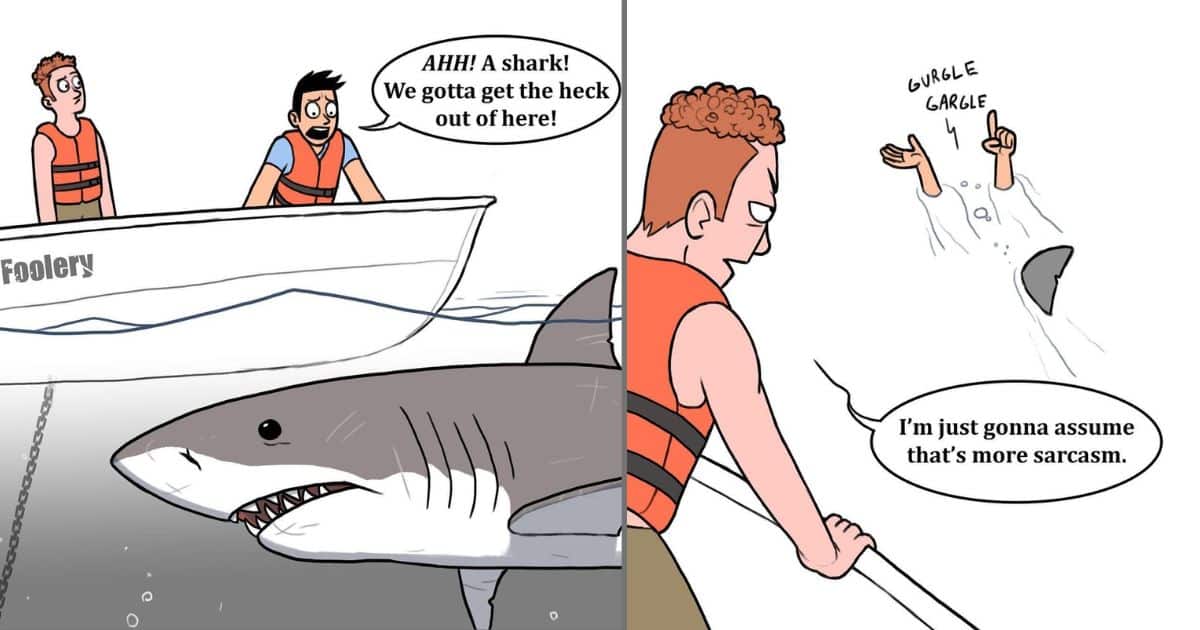 AHH! A shark!
We gotta get the heck
out of here!
Foolery
GURGLE
GARGLE
I'm just gonna assume
that's more sarcasm.